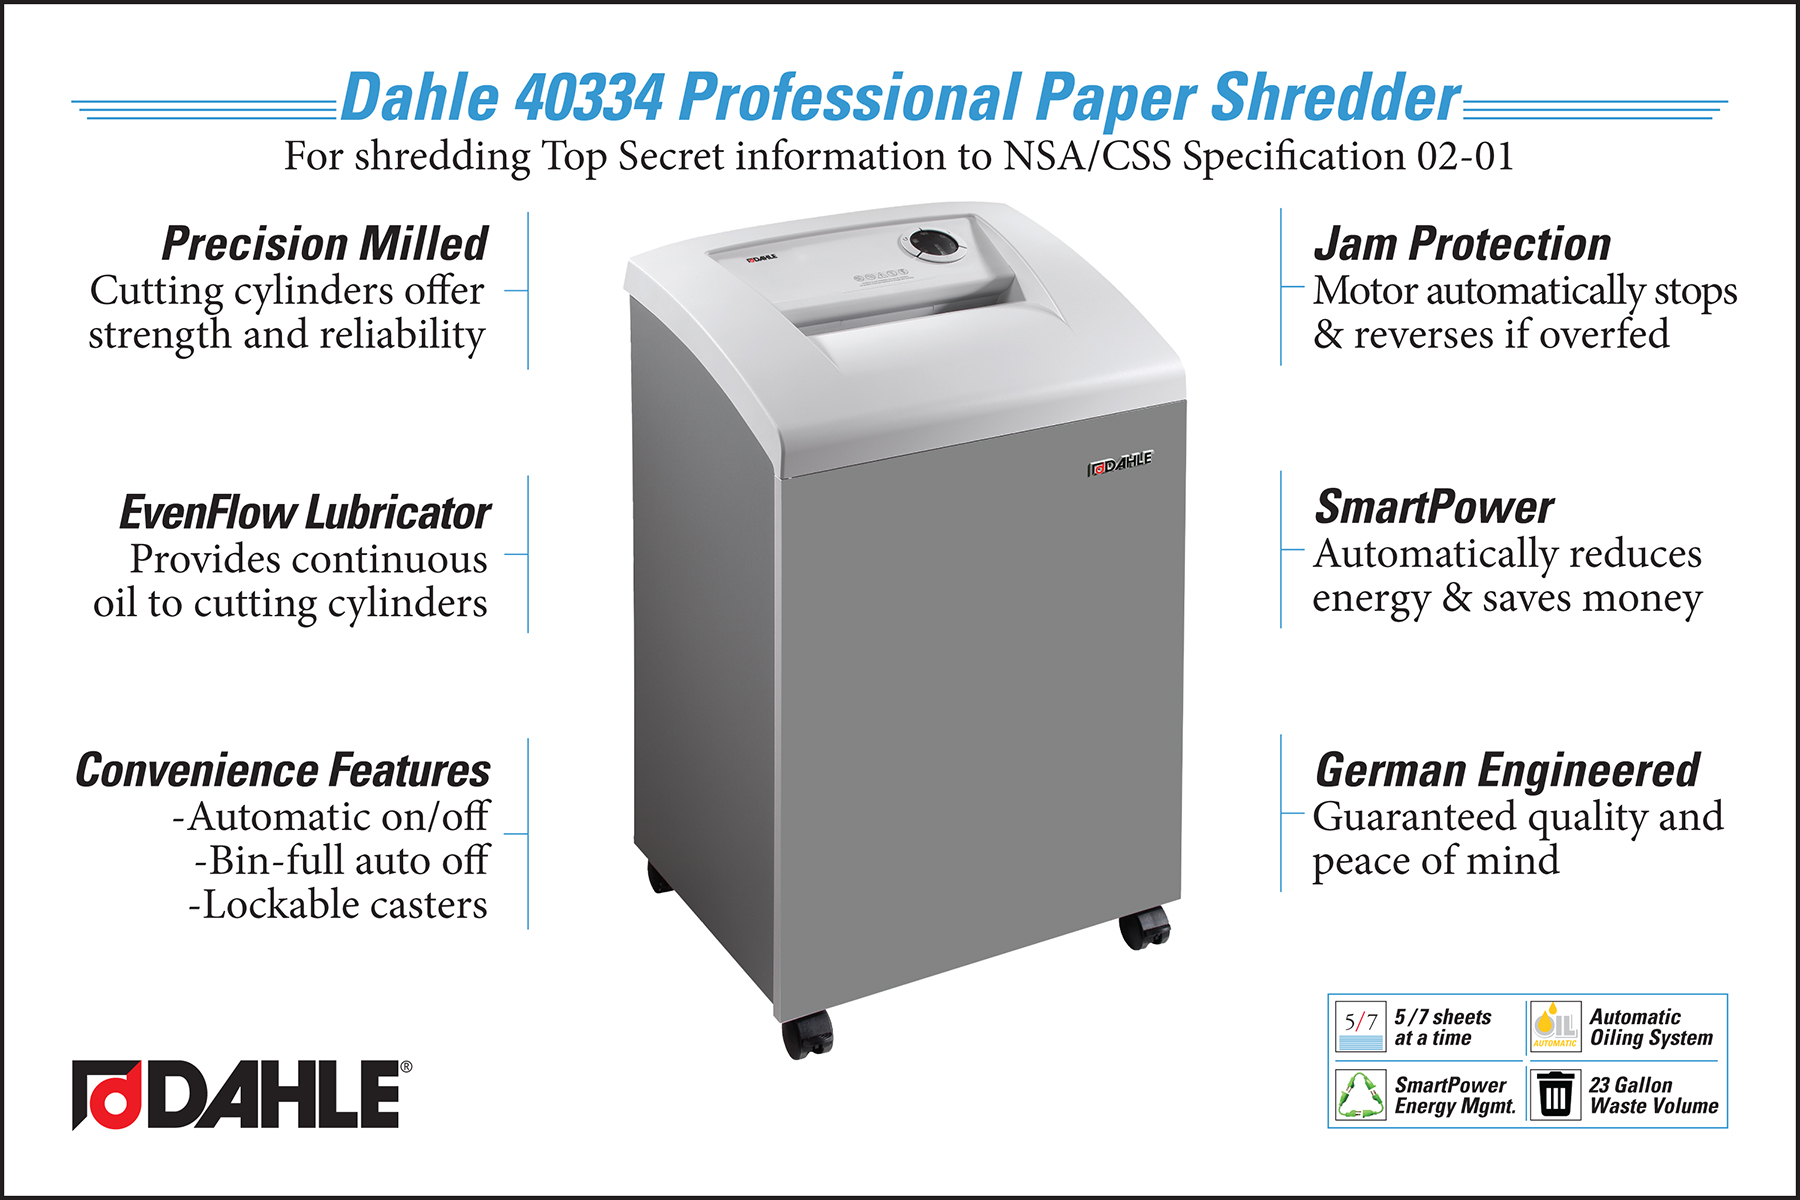 Dahle 40334 Professional Paper Shredder
For shredding Top Secret information to NSA/CSS Specification 02-01
Precision Milled
Cutting cylinders offer
strength and reliability
EvenFlow Lubricator
Provides continuous
oil to cutting cylinders
Convenience Features
-Automatic on/off
-Bin-full auto off
-Lockable casters
DAHLE
DAHLE
Jam Protection
Motor automatically stops
& reverses if overfed
SmartPower
Automatically reduces
energy & saves money
German Engineered
Guaranteed quality and
peace of mind
DAHLE®
5/7
5/7 sheets
at a time
OIL
AUTOMATIC
Automatic
Oiling System
SmartPower
Energy Mgmt.
23 Gallon
Waste Volume